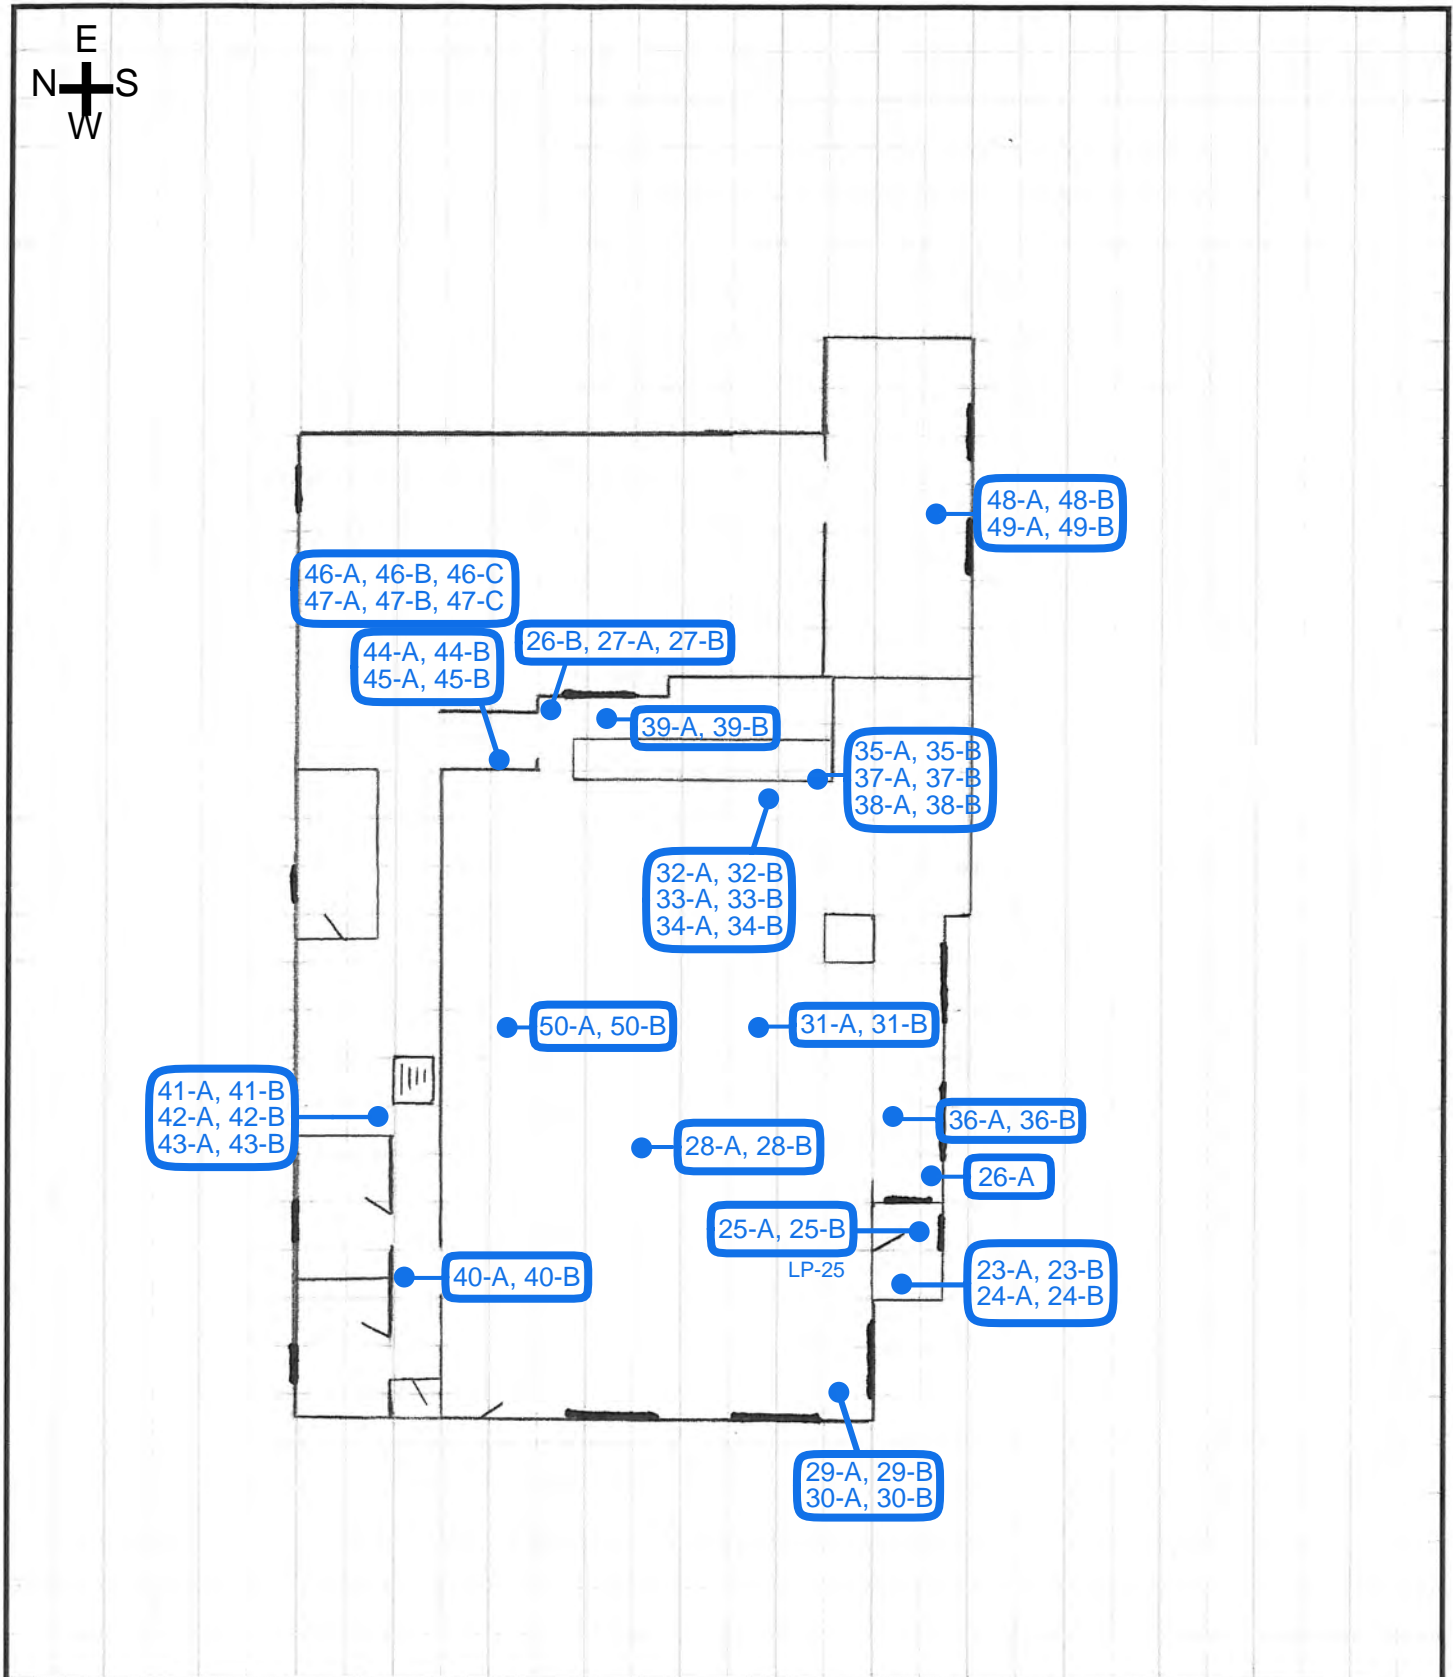 E
N S
W
48-A, 48-B
49-A, 49-B
46-A, 46-B, 46-C
47-A, 47-B, 47-C
44-A, 44-B
45-A, 45-B
26-B, 27-A, 27-B
39-A, 39-B
35-A, 35-B
37-A, 37-B
38-A, 38-B
32-A, 32-B
33-A, 33-B
34-A, 34-B
50-A, 50-B
31-A, 31-B
41-A, 41-B
42-A, 42-B
43-A, 43-B
36-A, 36-B
28-A, 28-B
26-A
25-A, 25-B
LP-25
40-A, 40-B
23-A, 23-B
24-A, 24-B
29-A, 29-B
30-A, 30-B